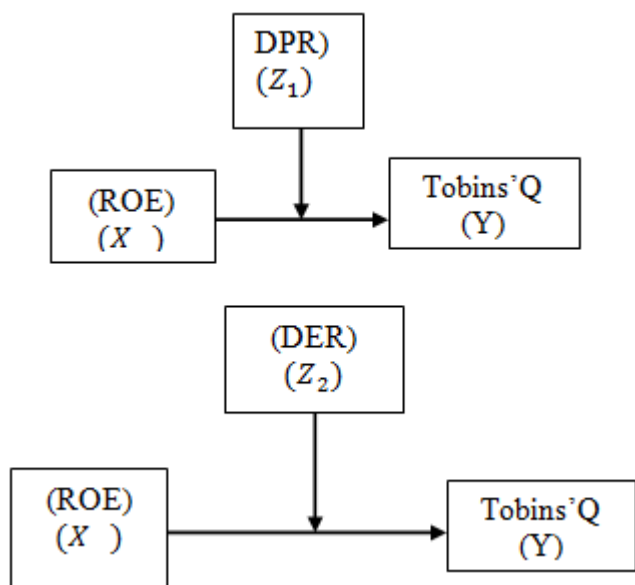 DPR)
(Z₁)
(ROE)
(X )
Tobins'Q
(Y)
(DER)
(Z₂)
(ROE)
(X )
Tobins'Q
(Y)